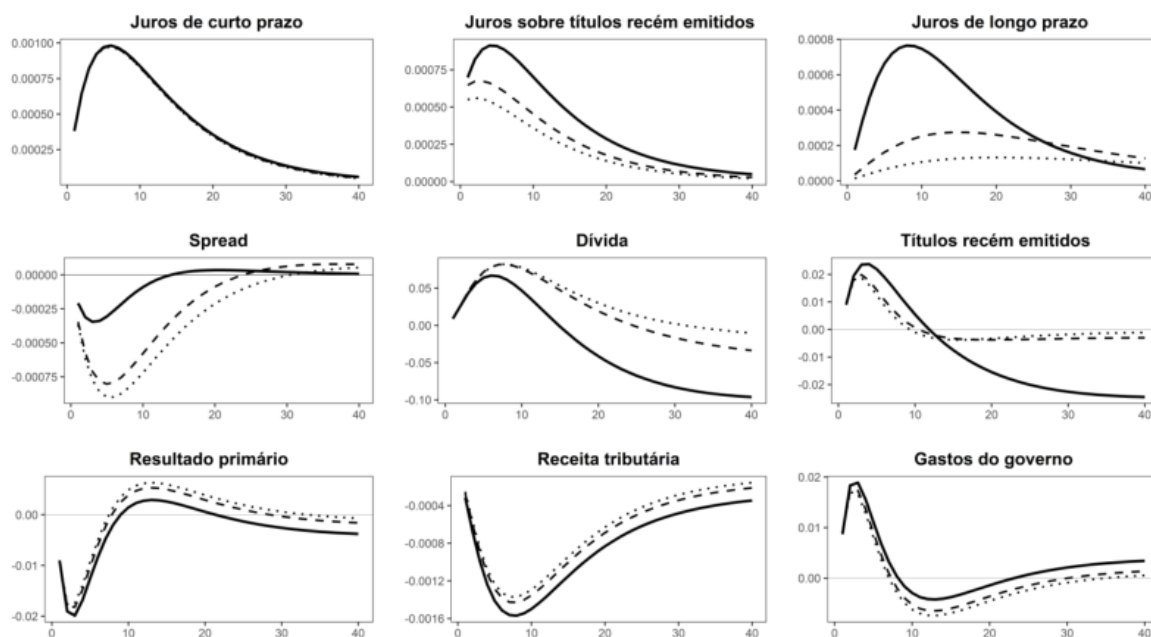 Juros de curto prazo
0.00100
0.00075
0.00050
0.00025
0 10 20 30 40
Juros sobre títulos recém emitidos
0.00075
0.00050
0.00025
0.00000
0 10 20 30 40
Juros de longo prazo
0.0008
0.0006
0.0004
0.0002
0.0000
0 10 20 30 40
Spread
0.00000
-0.00025
-0.00050
-0.00075
0 10 20 30 40
Dívida
0.05
0.00
-0.05
-0.10
0 10 20 30 40
Títulos recém emitidos
0.02
0.01
0.00
-0.01
-0.02
0 10 20 30 40
Resultado primário
0.00
-0.01
-0.02
0 10 20 30 40
Receita tributária
-0.0004
-0.0008
-0.0012
-0.0016
0 10 20 30 40
Gastos do governo
0.02
0.01
0.00
0 10 20 30 40